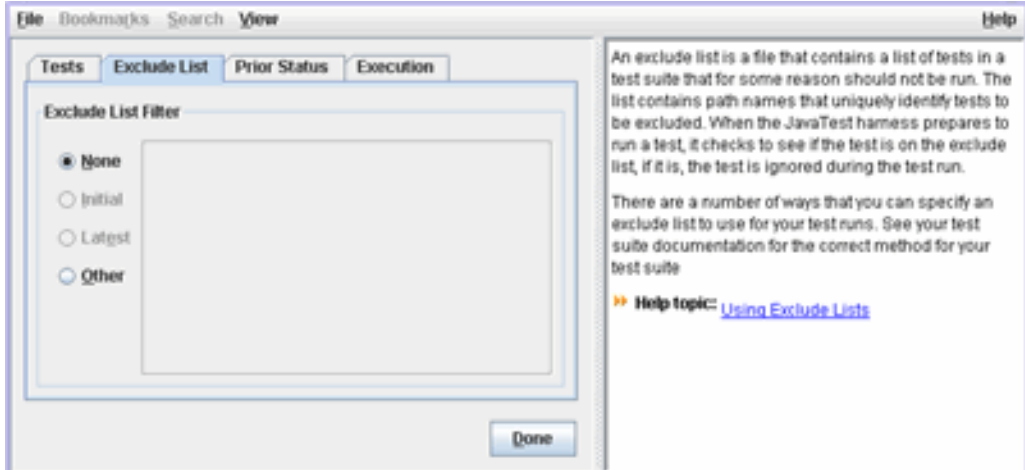 File Bookmarks Search View Help
Tests Exclude List Prior Status Execution
Exclude List Filter
None
Initial
Latest
Other
Done
An exclude list is a file that contains a list of tests in a
test suite that for some reason should not be run. The
list contains path names that uniquely identify tests to
be excluded. When the JavaTest harness prepares to
run a test, it checks to see if the test is on the exclude
list, if it is, the test is ignored during the test run.
There are a number of ways that you can specify an
exclude list to use for your test runs. See your test
suite documentation for the correct method for your
test suite
Help topic:: Using Exclude Lists